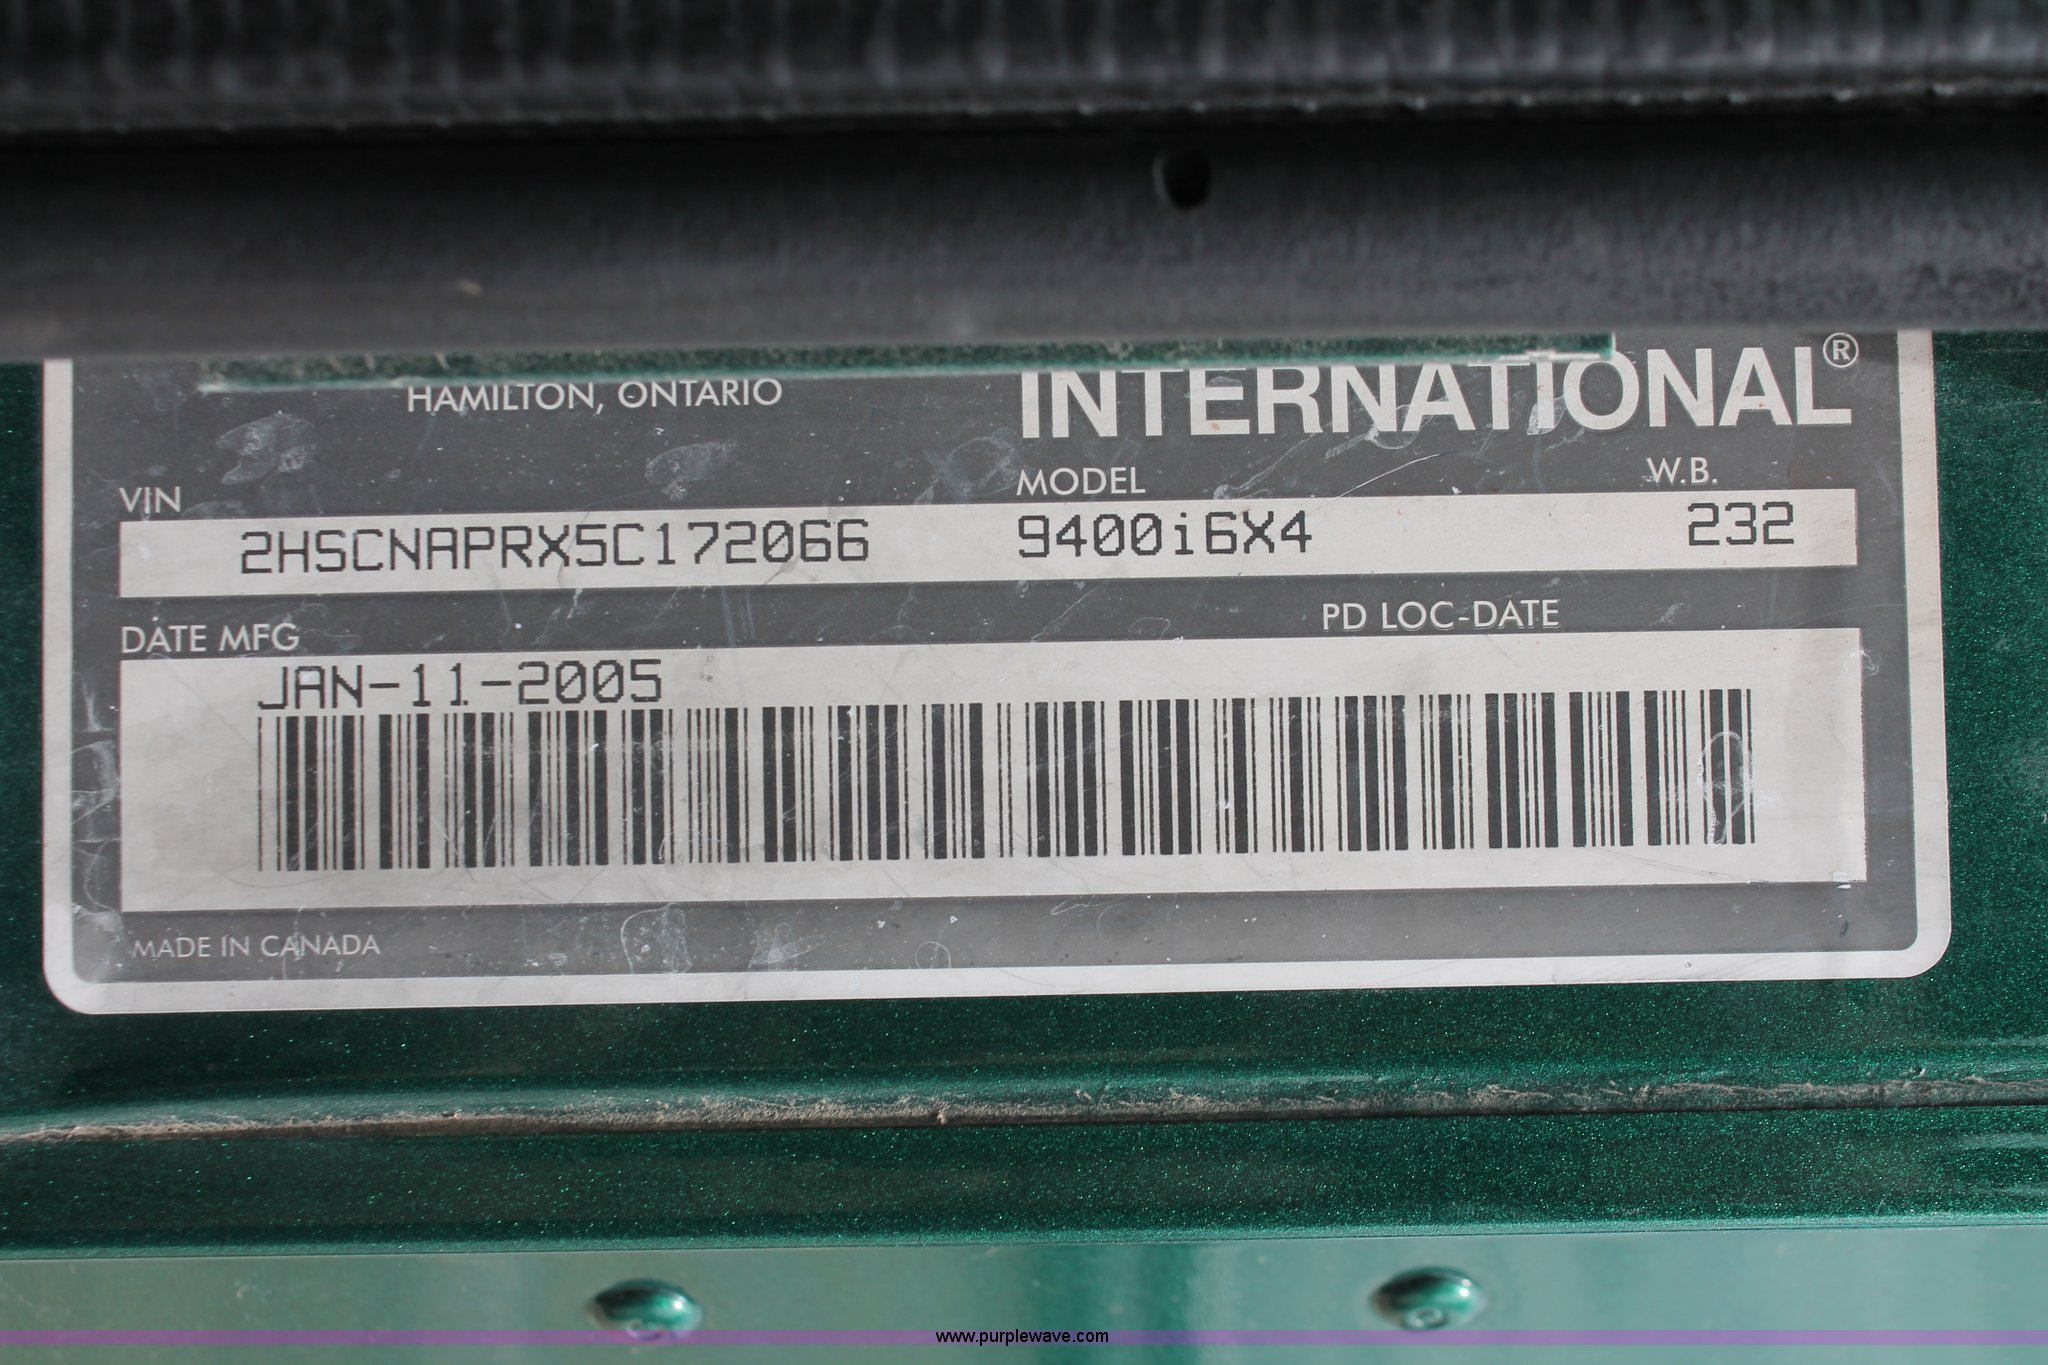 HAMILTON, ONTARIO
INTERNATIONAL®
VIN MODEL W.B.
2HSCNAPRX5C172066 9400i6X4 232
DATE MFG PD LOC-DATE
JAN-11-2005
MADE IN CANADA
www.purplewave.com